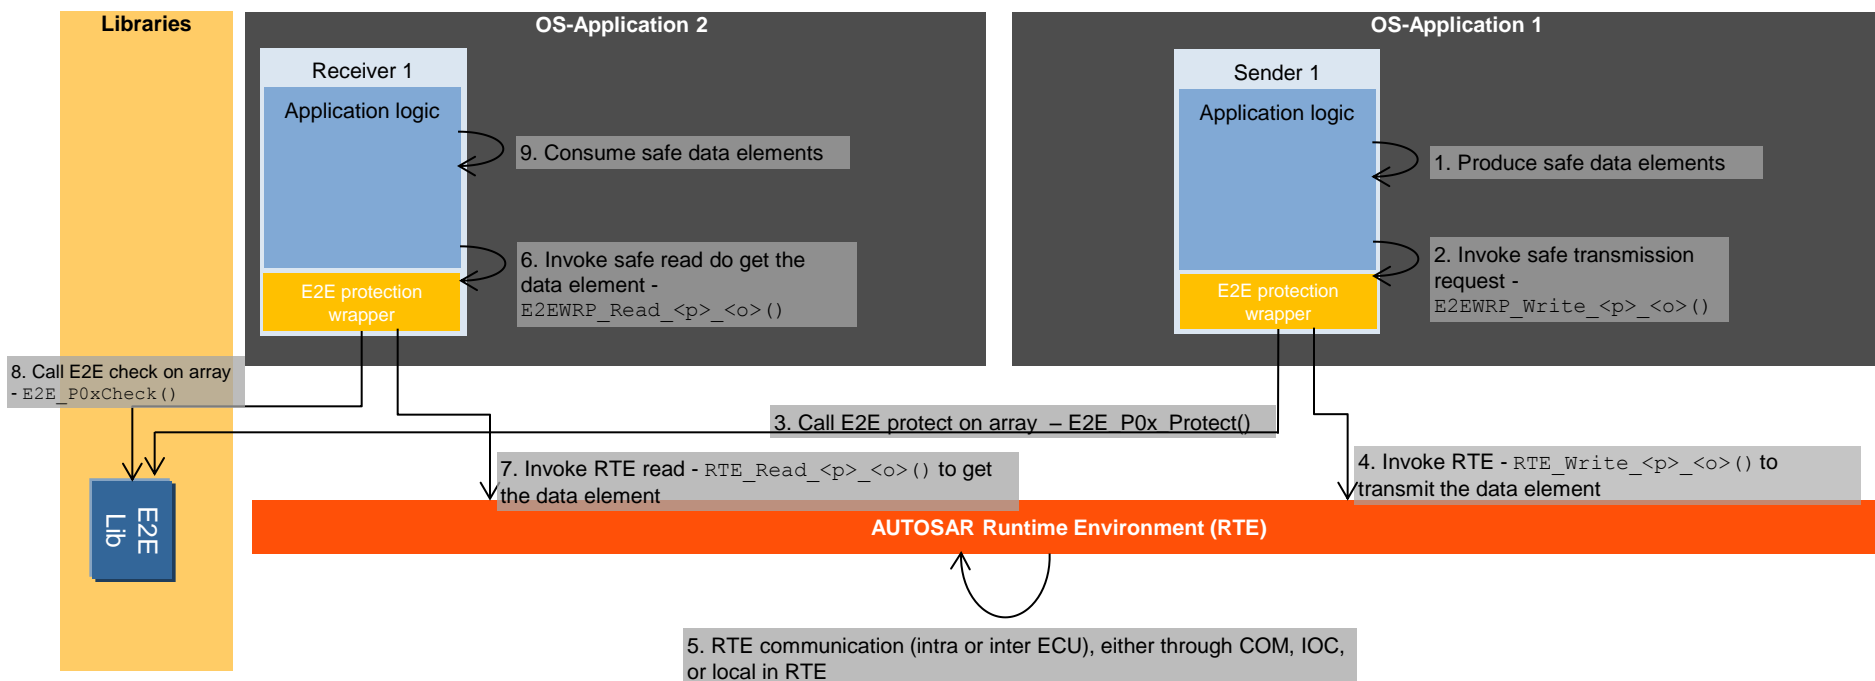 Libraries
OS-Application 2
OS-Application 1
Receiver 1
Application logic
9. Consume safe data elements
6. Invoke safe read do get the
data element -
E2EWRP_Read_<p>_<o>()
E2E protection
wrapper
Sender 1
Application logic
1. Produce safe data elements
2. Invoke safe transmission
request -
E2EWRP_Write_<p>_<o>()
E2E protection
wrapper
8. Call E2E check on array
- E2E_P0xCheck()
3. Call E2E protect on array – E2E_P0x_Protect()
7. Invoke RTE read - RTE_Read_<p>_<o>() to get
the data element
4. Invoke RTE - RTE_Write_<p>_<o>() to
transmit the data element
E2E
Lib
AUTOSAR Runtime Environment (RTE)
5. RTE communication (intra or inter ECU), either through COM, IOC,
or local in RTE